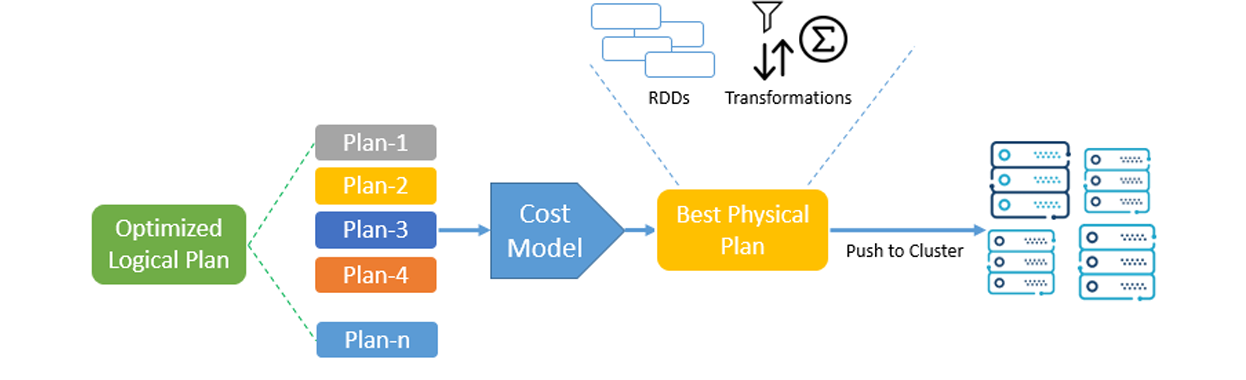 RDDs
Transformations
Optimized
Logical Plan
Plan-1
Plan-2
Plan-3
Plan-4
Plan-n
Cost
Model
Best Physical
Plan
Push to Cluster
Σ